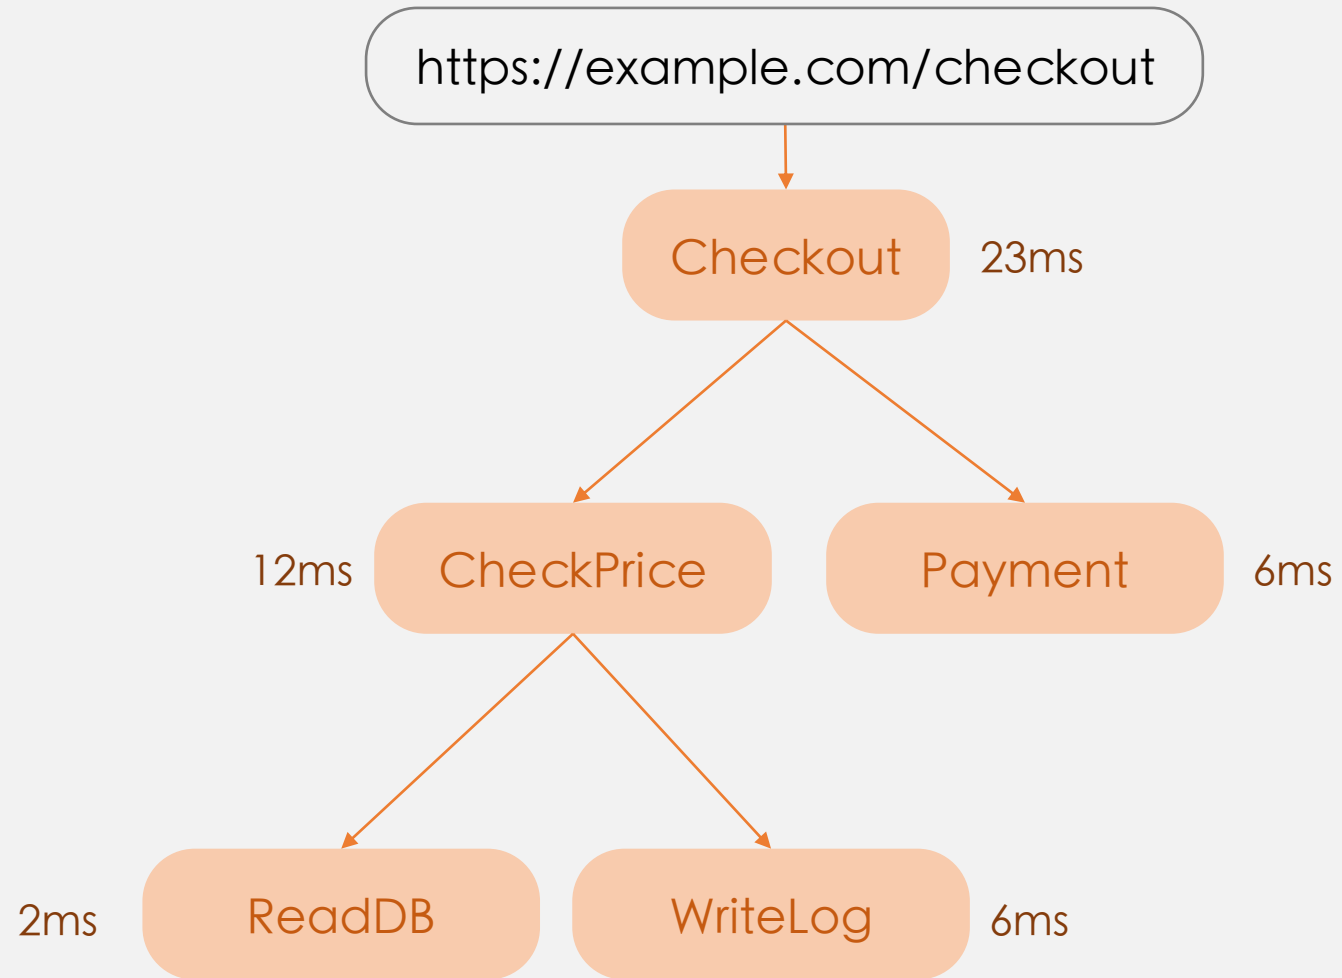 https://example.com/checkout
Checkout
23ms
12ms
CheckPrice
Payment
6ms
2ms
ReadDB
WriteLog
6ms